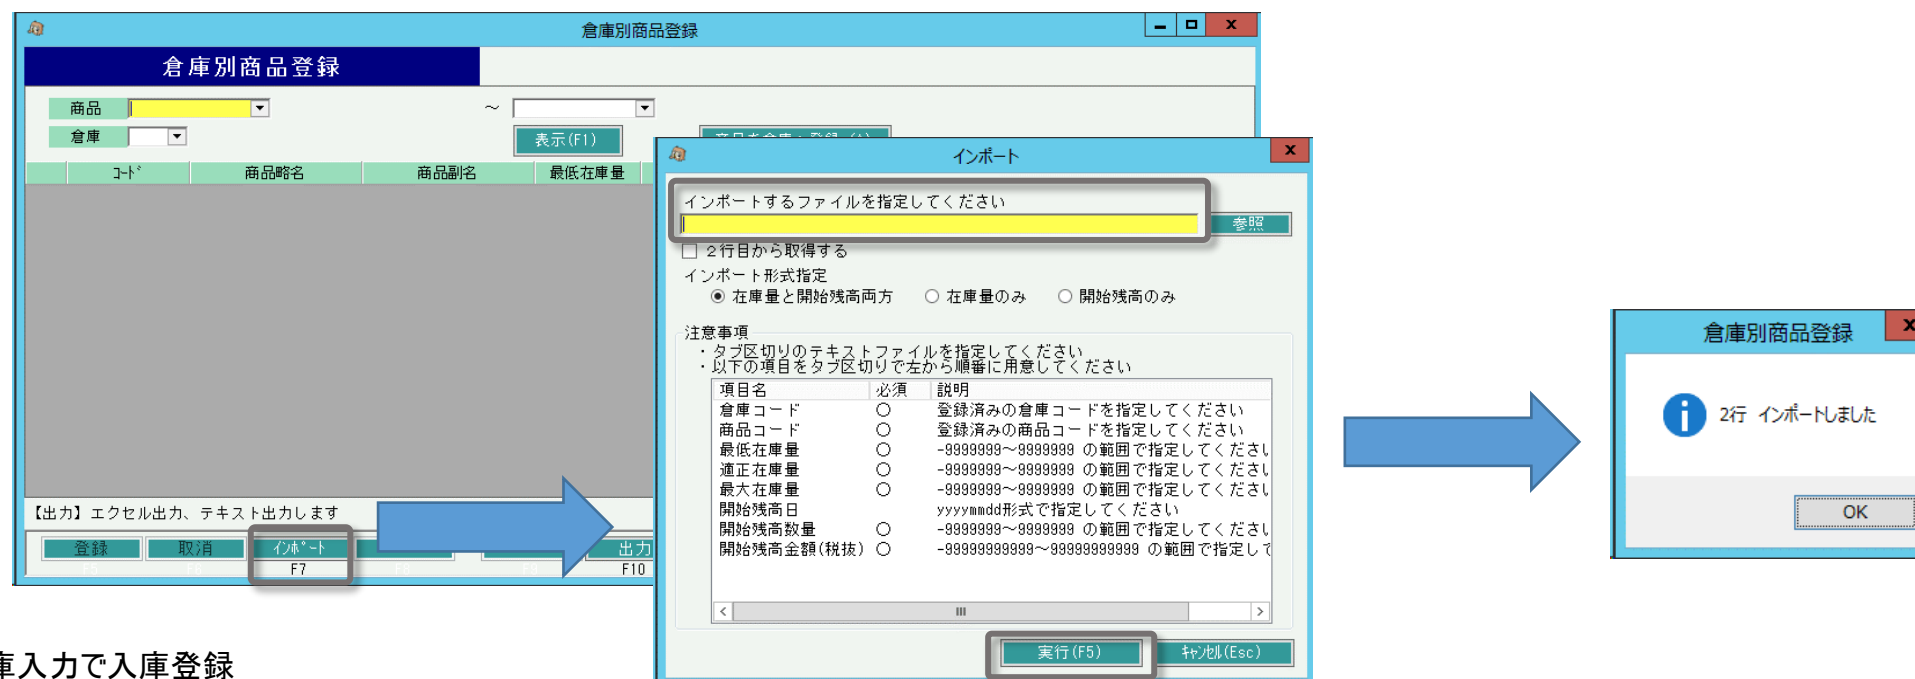 倉庫別商品登録
倉庫別商品登録
商品
～
倉庫
表示(F1)
ｺｰﾄﾞ
商品略名
商品副名
最低在庫量
【出力】エクセル出力、テキスト出力します
登録
取消
ｲﾝﾎﾟｰﾄ
出力
F5
F6
F7
F8
F9
F10
インポート
インポートするファイルを指定してください
参照
２行目から取得する
インポート形式指定
在庫量と開始残高両方 在庫量のみ 開始残高のみ
注意事項
・タブ区切りのテキストファイルを指定してください
・以下の項目をタブ区切りで左から順番に用意してください
項目名 必須 説明
倉庫コード ○ 登録済みの倉庫コードを指定してください
商品コード ○ 登録済みの商品コードを指定してください
最低在庫量 ○ -9999999～9999999 の範囲で指定してください
適正在庫量 ○ -9999999～9999999 の範囲で指定してください
最大在庫量 ○ -9999999～9999999 の範囲で指定してください
開始残高日 yyyymmdd形式で指定してください
開始残高数量 ○ -9999999～9999999 の範囲で指定してください
開始残高金額(税抜) ○ -99999999999～99999999999 の範囲で指定して
実行(F5)
ｷｬﾝｾﾙ(Esc)
倉庫別商品登録
2行 インポートしました
OK
庫入力で入庫登録